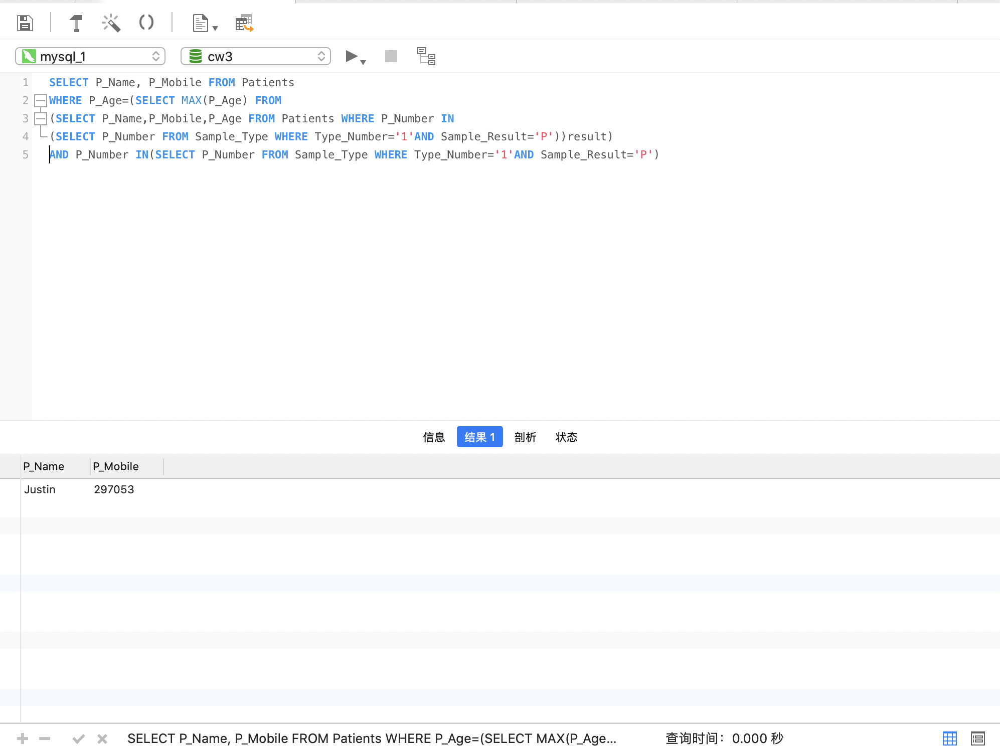 mysql_1 cw3
1 SELECT P_Name, P_Mobile FROM Patients
2 WHERE P_Age=(SELECT MAX(P_Age) FROM
3 (SELECT P_Name,P_Mobile,P_Age FROM Patients WHERE P_Number IN
4 (SELECT P_Number FROM Sample_Type WHERE Type_Number='1'AND Sample_Result='P'))result)
5 AND P_Number IN(SELECT P_Number FROM Sample_Type WHERE Type_Number='1'AND Sample_Result='P')
信息 结果 1 剖析 状态
P_Name P_Mobile
Justin 297053
SELECT P_Name, P_Mobile FROM Patients WHERE P_Age=(SELECT MAX(P_Age... 查询时间：0.000 秒